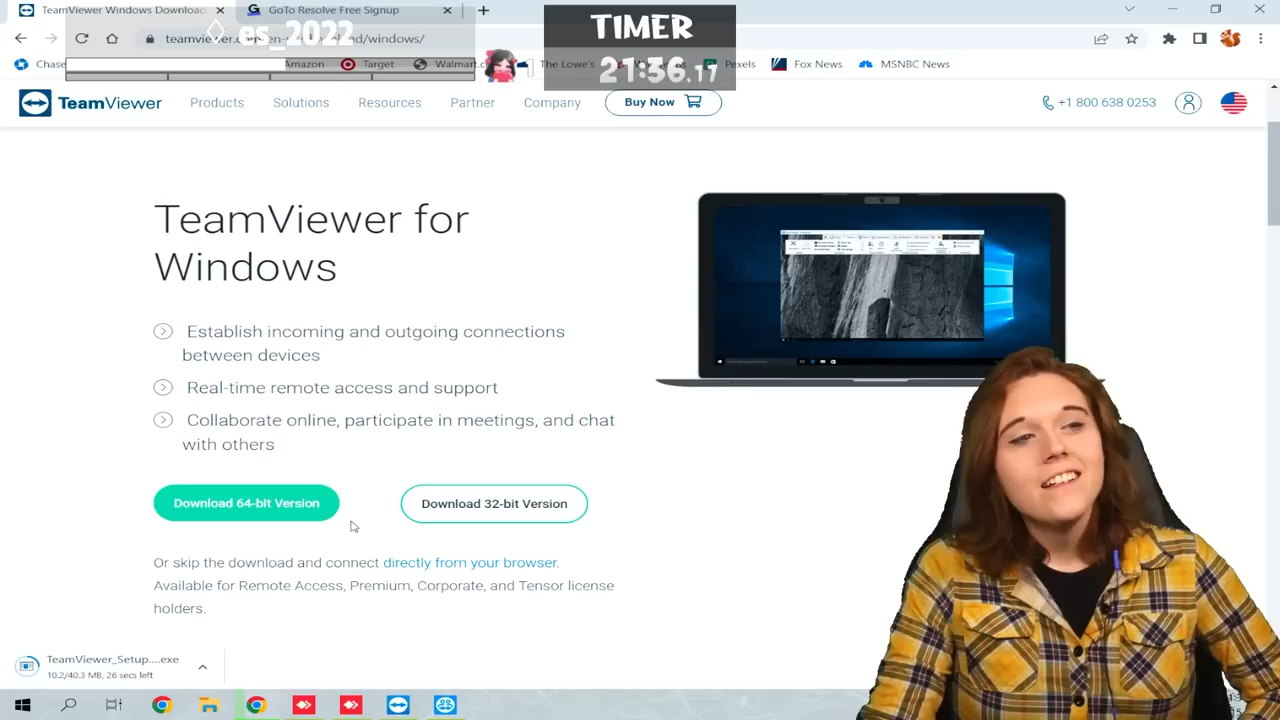 TeamViewer Windows Download
GoTo Resolve Free Signup
es_2022
TIMER
21:36.17
teamviewer.com
/windows/
Chase
Amazon
Target
Walmart
The Lowe's
Pexels
Fox News
MSNBC News
TeamViewer
Products
Solutions
Resources
Partner
Company
Buy Now
+1 800 638 0253
TeamViewer for
Windows
Establish incoming and outgoing connections
between devices
Real-time remote access and support
Collaborate online, participate in meetings, and chat
with others
Download 64-bit Version
Download 32-bit Version
Or skip the download and connect directly from your browser.
Available for Remote Access, Premium, Corporate, and Tensor license
holders.
TeamViewer_Setup....exe
10.2/40.3 MB, 26 secs left